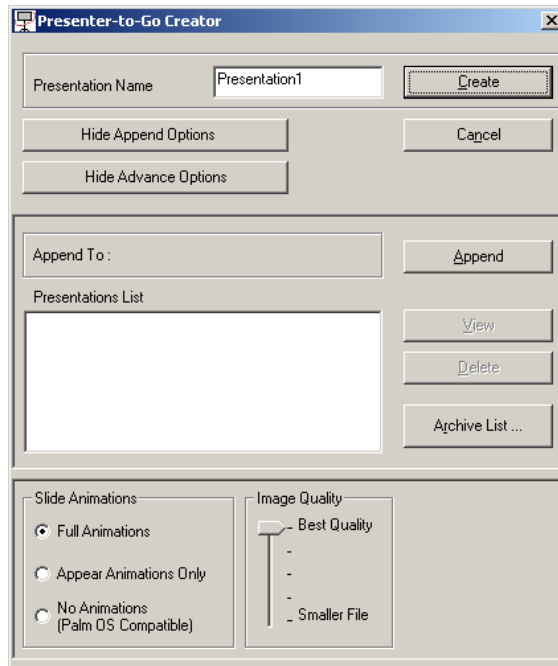 Presenter-to-Go Creator
Presentation Name
Presentation1
Create
Hide Append Options
Cancel
Hide Advance Options
Append To :
Append
Presentations List
View
Delete
Archive List ...
Slide Animations
Full Animations
Appear Animations Only
No Animations
(Palm OS Compatible)
Image Quality
Best Quality
Smaller File